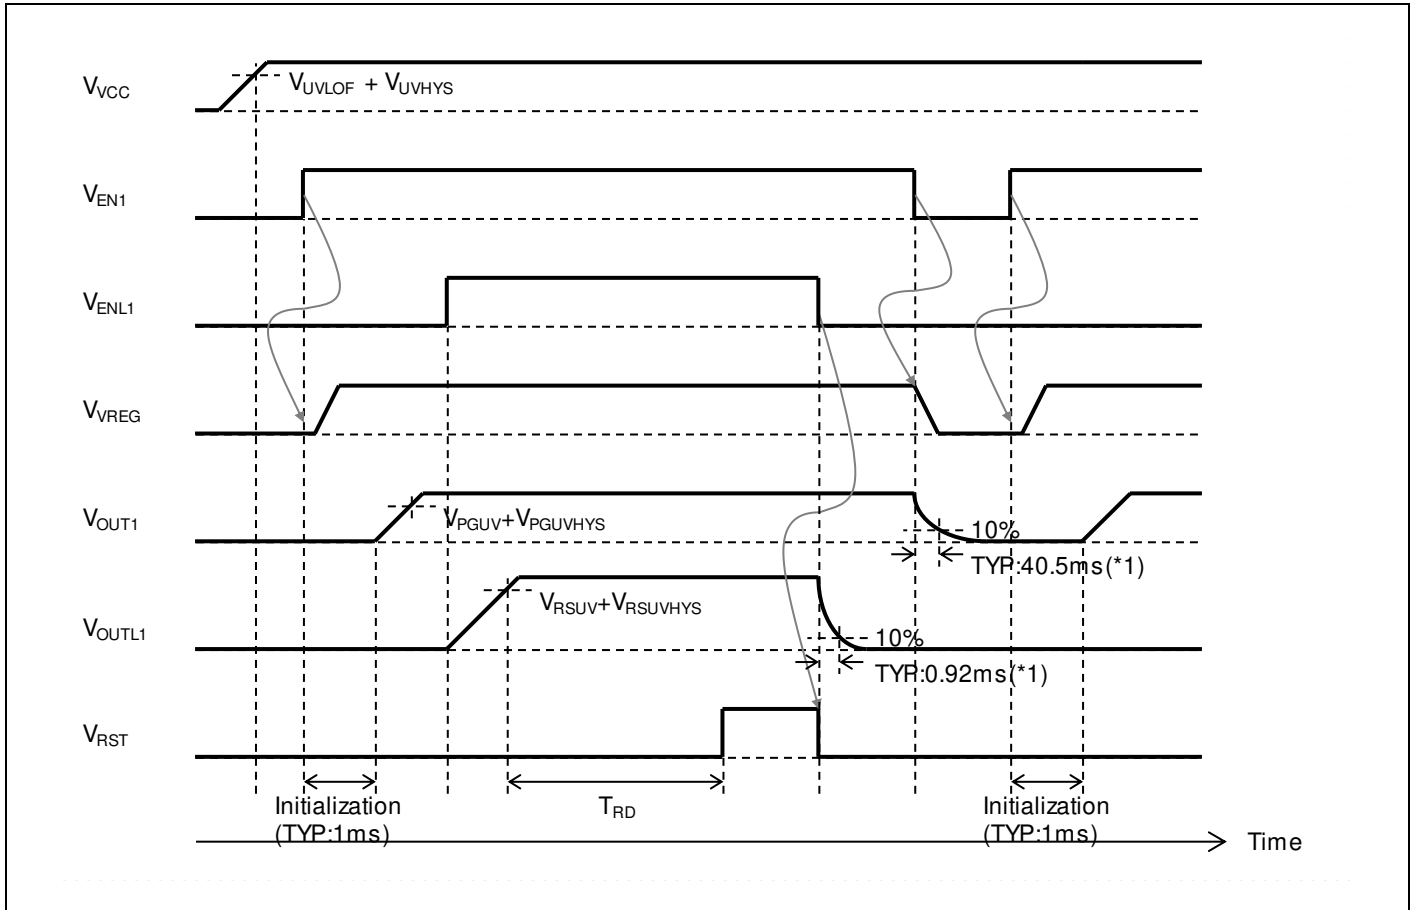 VVCC
VUVLOF + VUVHYS
VEN1
VENL1
VVREG
VOUT1
VPGUV+VPGUVHYS
10%
TYP:40.5ms(*1)
VOUTL1
VRSUV+VRSUVHYS
10%
TYP:0.92ms(*1)
VRST
Initialization
(TYP:1ms)
TRD
Initialization
(TYP:1ms)
Time